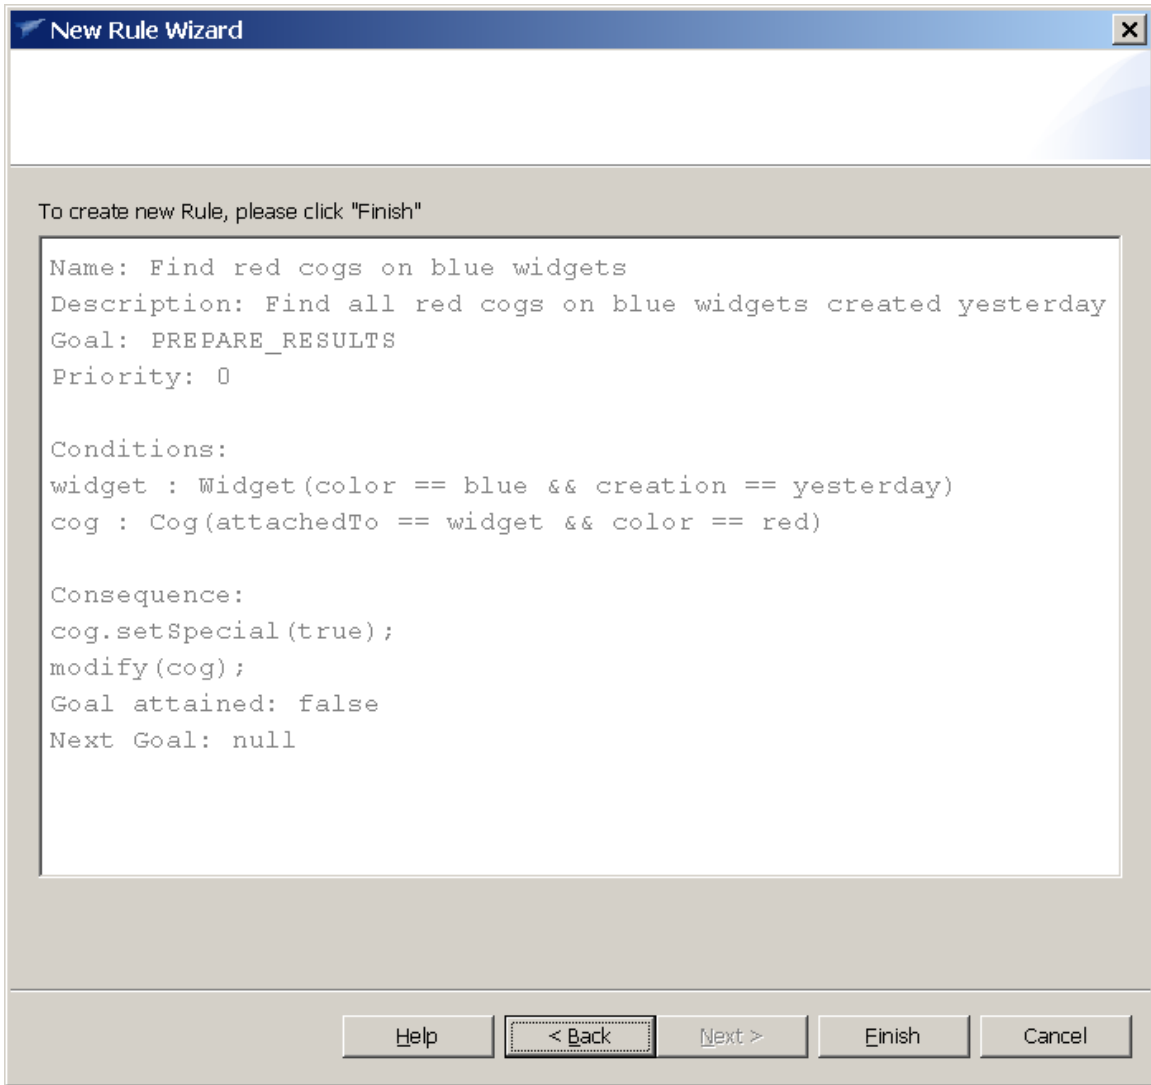 New Rule Wizard
To create new Rule, please click "Finish"
Name: Find red cogs on blue widgets
Description: Find all red cogs on blue widgets created yesterday
Goal: PREPARE_RESULTS
Priority: 0
Conditions:
widget : Widget(color == blue && creation == yesterday)
cog : Cog(attachedTo == widget && color == red)
Consequence:
cog.setSpecial(true);
modify(cog);
Goal attained: false
Next Goal: null
Help < Back Next > Finish Cancel